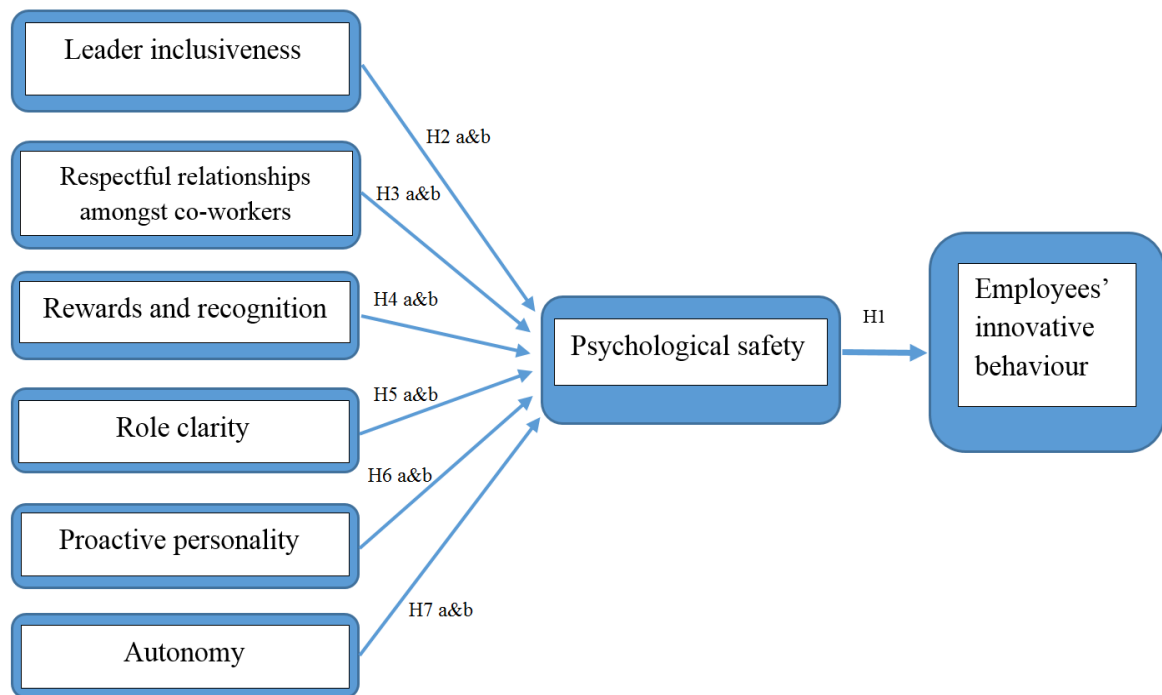 Leader inclusiveness
H2 a&b
Respectful relationships
amongst co-workers
H3 a&b
Rewards and recognition
H4 a&b
Role clarity
H5 a&b
Proactive personality
H6 a&b
Autonomy
H7 a&b
Psychological safety
H1
Employees’
innovative
behaviour